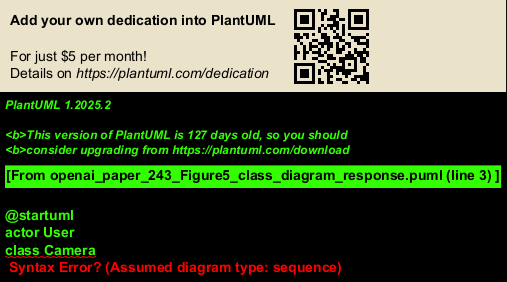 Add your own dedication into PlantUML
For just $5 per month!
Details on https://plantuml.com/dedication
PlantUML 1.2025.2
<b>This version of PlantUML is 127 days old, so you should
<b>consider upgrading from https://plantuml.com/download
[From openai_paper_243_Figure5_class_diagram_response.puml (line 3) ]
@startuml
actor User
class Camera
Syntax Error? (Assumed diagram type: sequence)